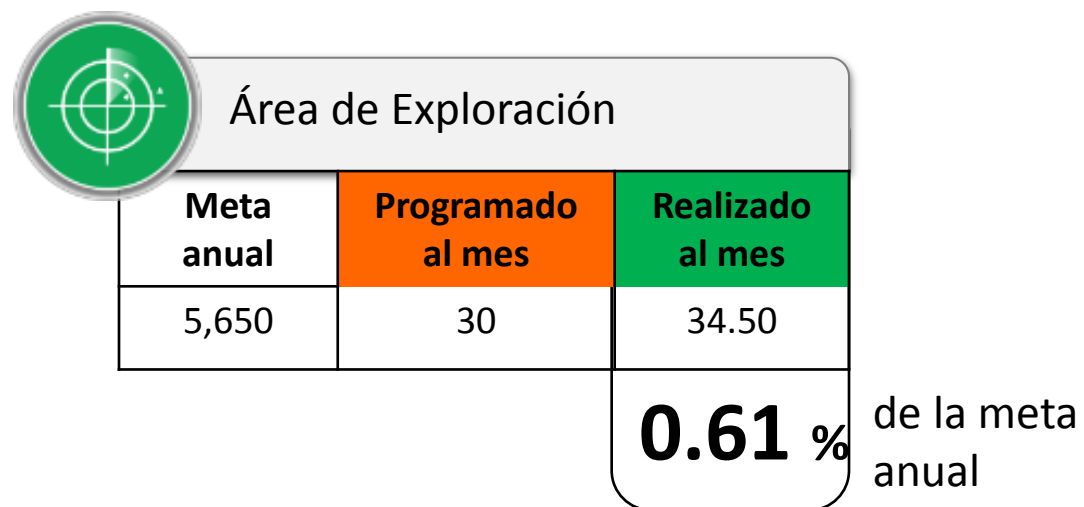 Área de Exploración
Meta anual
Programado al mes
Realizado al mes
5,650
30
34.50
0.61 %
de la meta anual